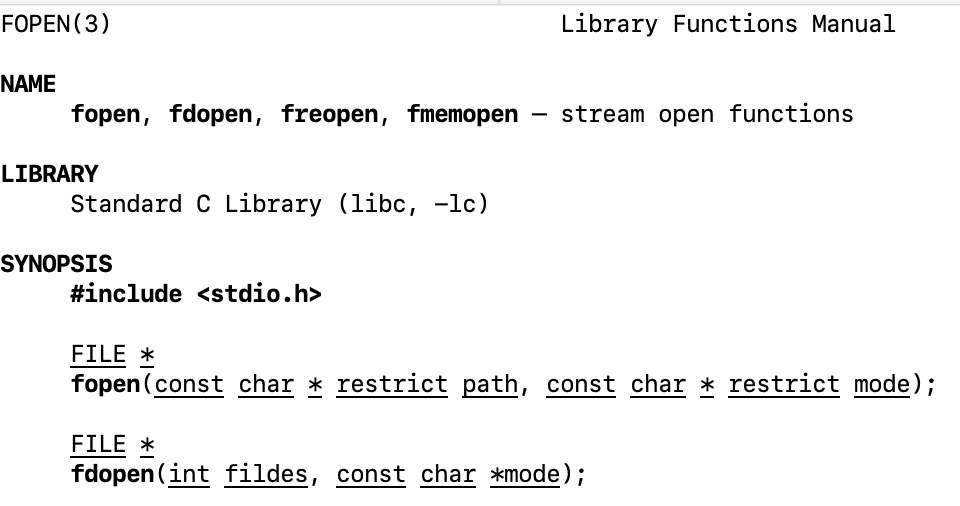 FOPEN(3) Library Functions Manual
NAME
fopen, fdopen, freopen, fmemopen — stream open functions
LIBRARY
Standard C Library (libc, -lc)
SYNOPSIS
#include <stdio.h>
FILE *
fopen(const char * restrict path, const char * restrict mode);
FILE *
fdopen(int fildes, const char *mode);